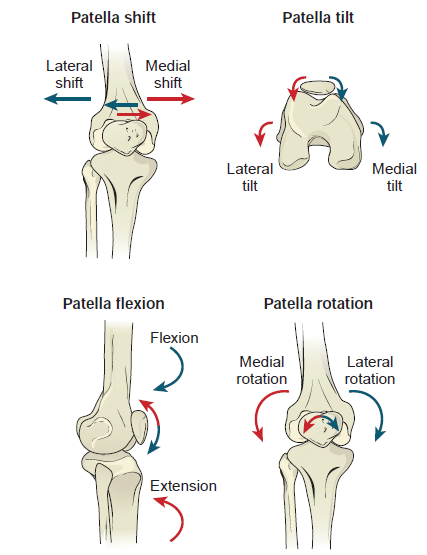 Patella shift
Lateral
shift
Medial
shift
Patella tilt
Lateral
tilt
Medial
tilt
Patella flexion
Flexion
Extension
Patella rotation
Medial
rotation
Lateral
rotation